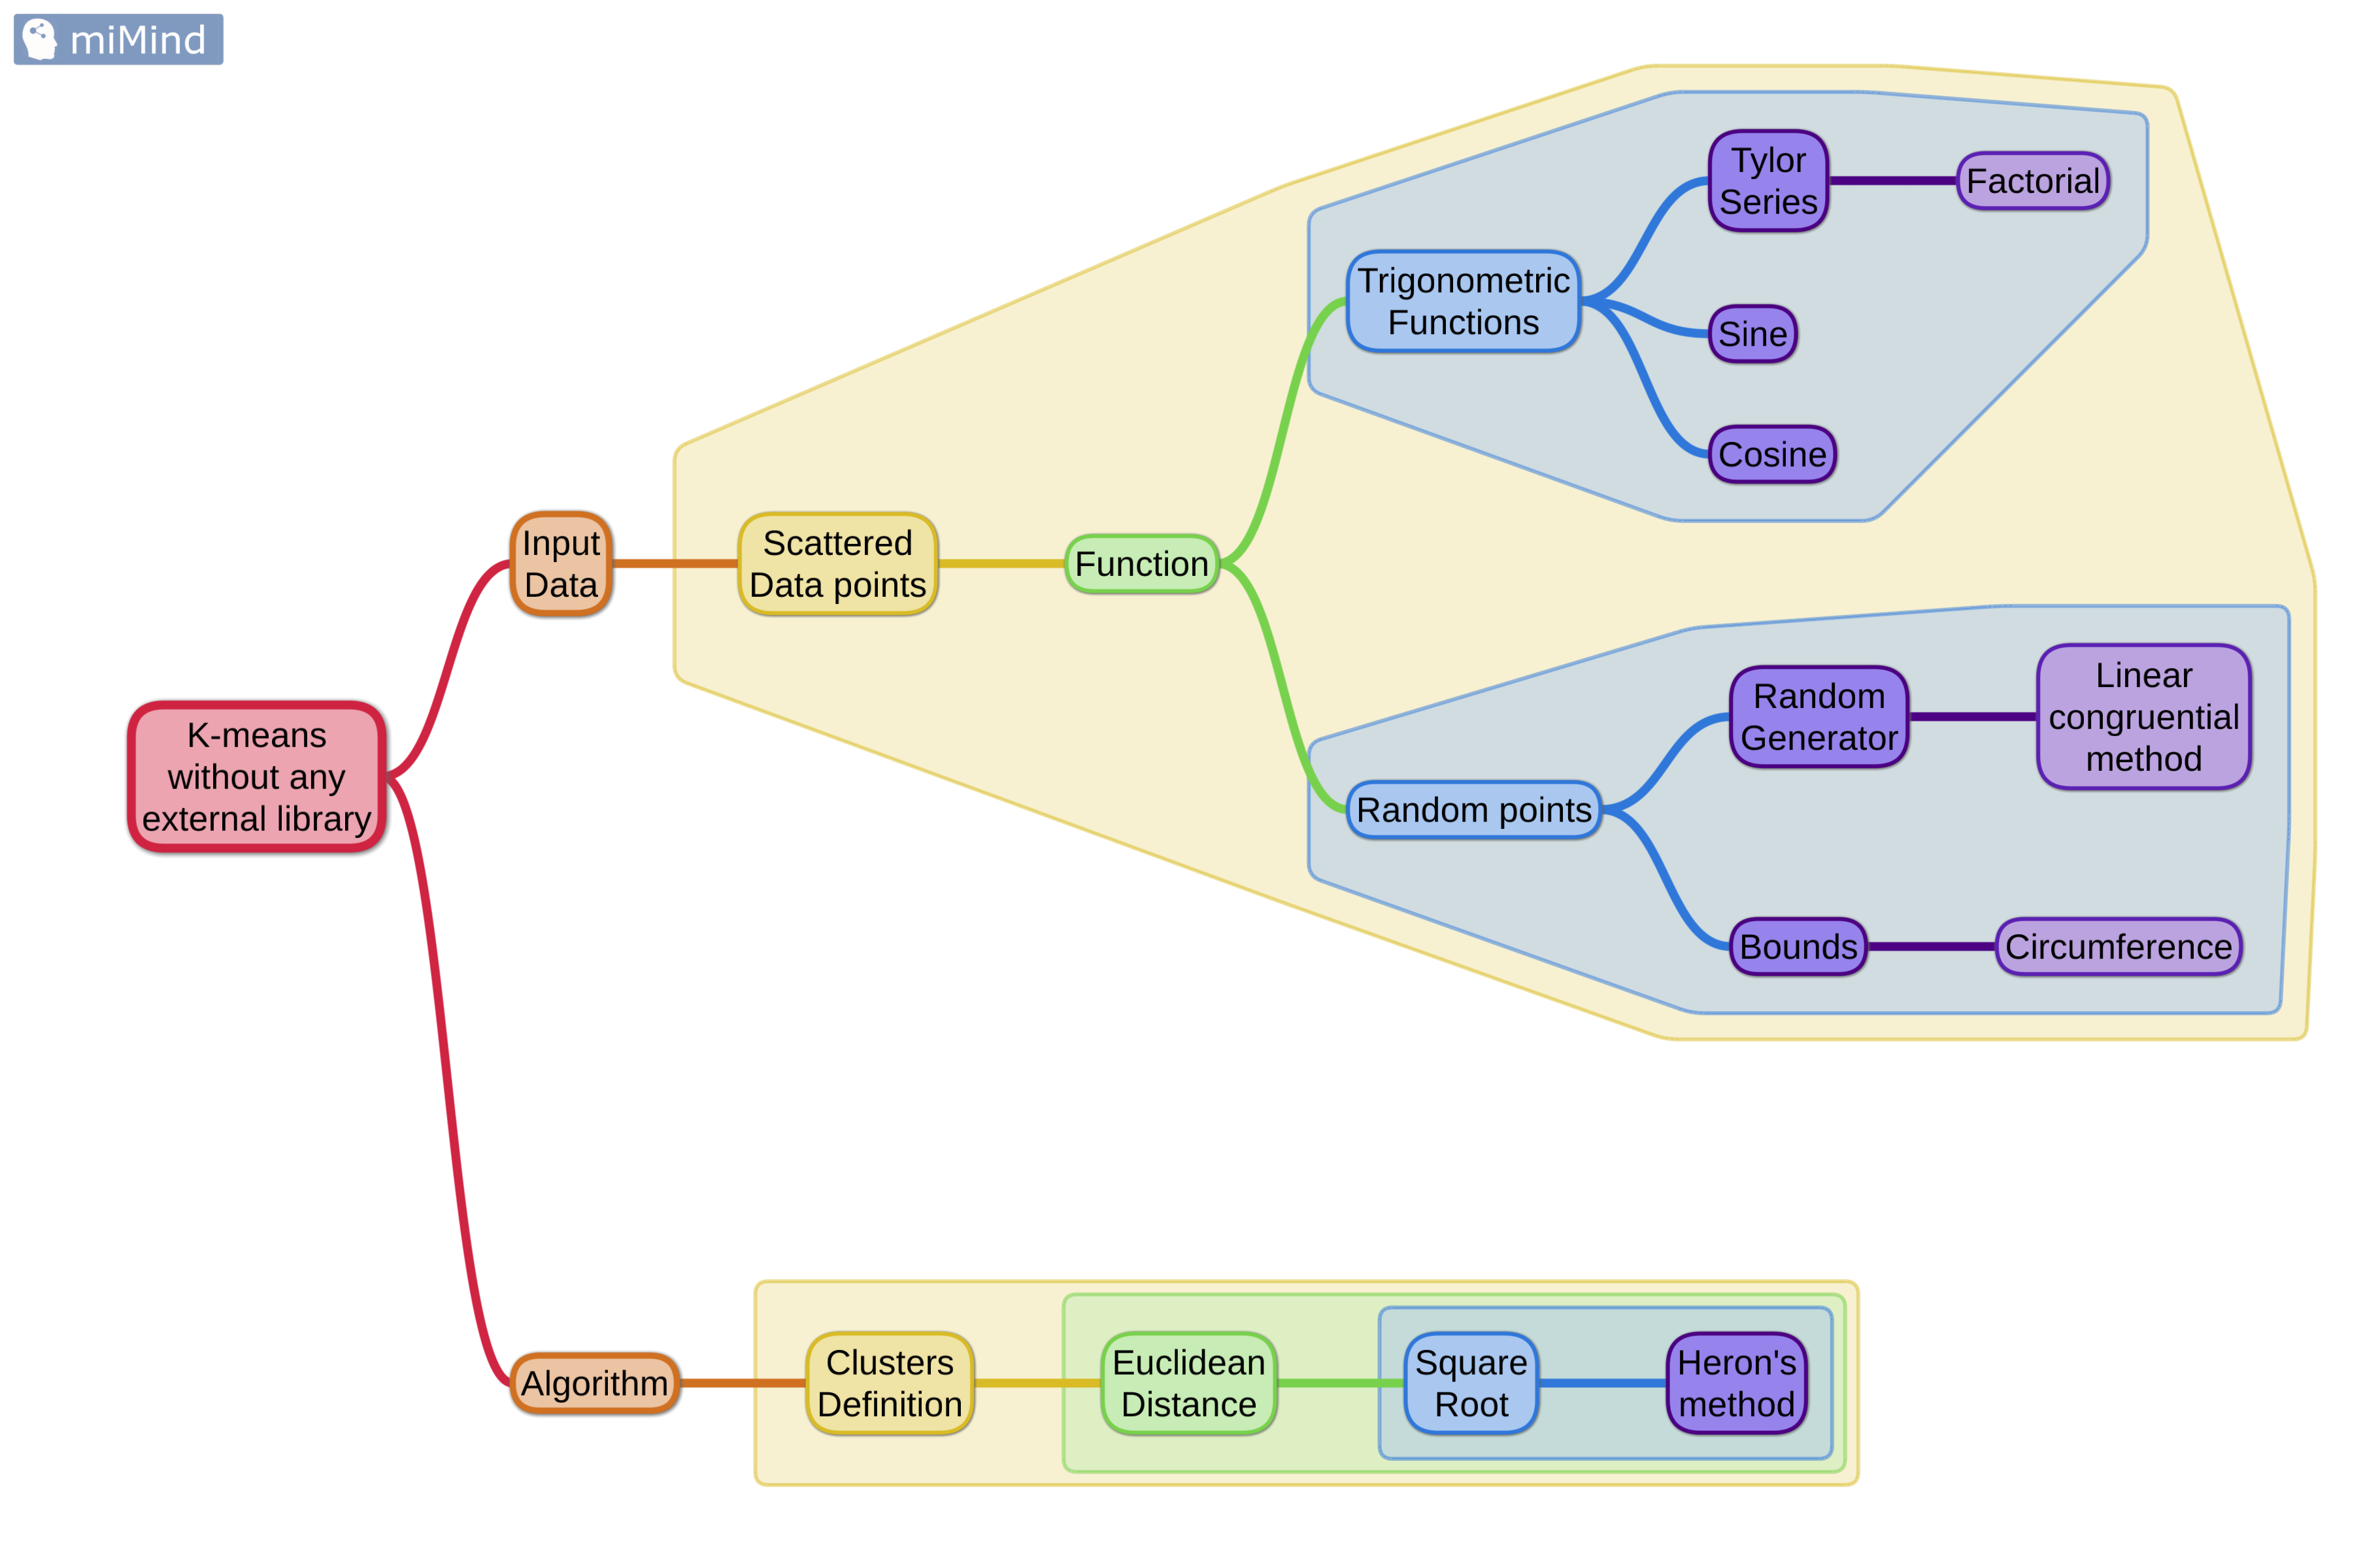 miMind
Tylor
Series
Factorial
Trigonometric
Functions
Sine
Cosine
Input
Data
Scattered
Data points
Function
K-means
without any
external library
Random
Generator
Linear
congruential
method
Random points
Bounds
Circumference
Algorithm
Clusters
Definition
Euclidean
Distance
Square
Root
Heron's
method